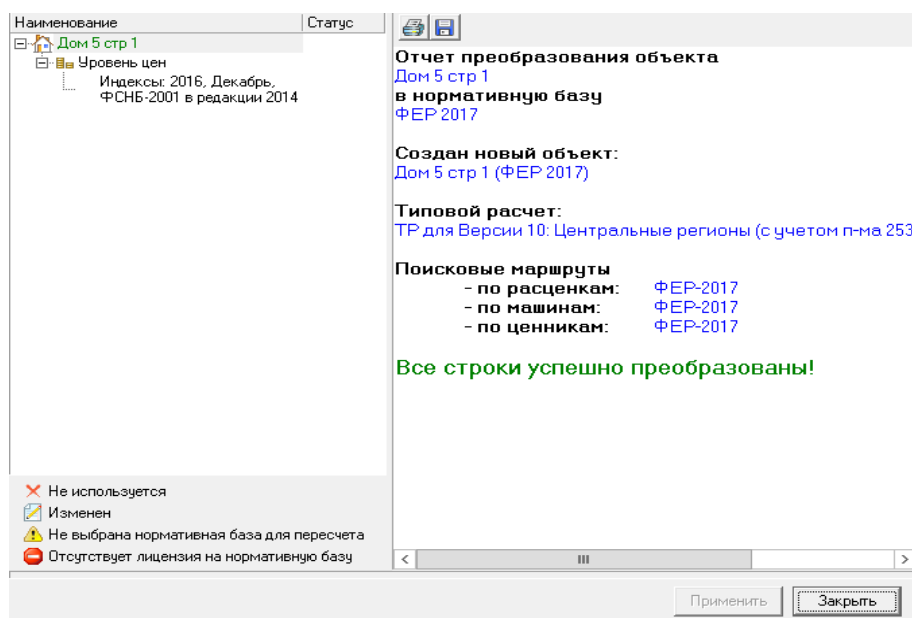 Наименование Статус
Дом 5 стр 1
Уровень цен
Индексы: 2016, Декабрь,
ФСНБ-2001 в редакции 2014
Не используется
Изменен
Не выбрана нормативная база для пересчета
Отсутствует лицензия на нормативную базу
Отчет преобразования объекта
Дом 5 стр 1
в нормативную базу
ФЕР 2017
Создан новый объект:
Дом 5 стр 1 (ФЕР 2017)
Типовой расчет:
ТР для Версии 10: Центральные регионы (с учетом п-ма 253
Поисковые маршруты
- по расценкам: ФЕР-2017
- по машинам: ФЕР-2017
- по ценникам: ФЕР-2017
Все строки успешно преобразованы!
Применить Закрыть